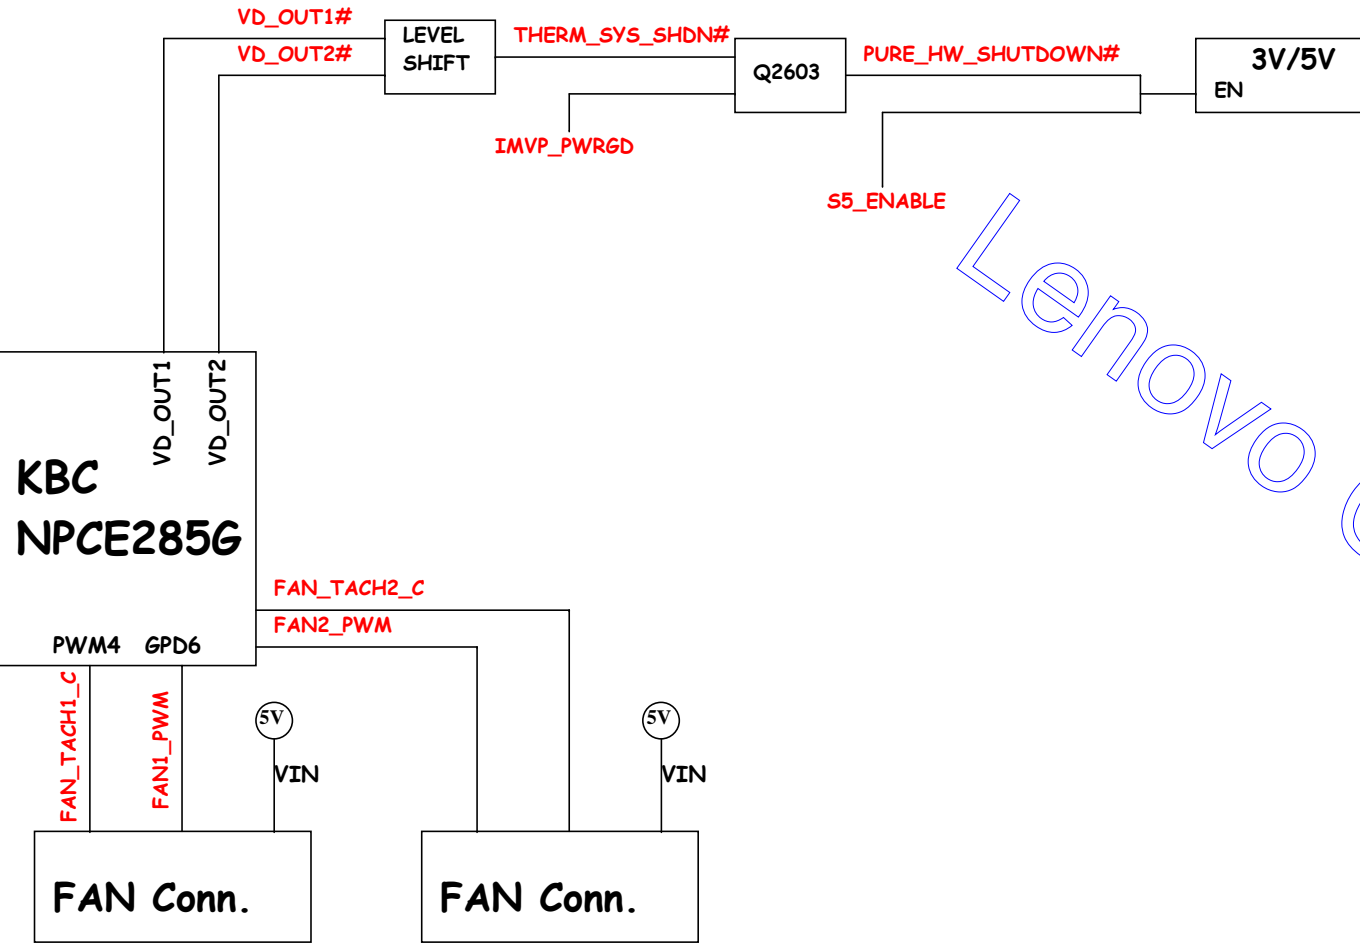 VD_OUT1#
VD_OUT2#
LEVEL
SHIFT
THERM_SYS_SHDN#
IMVP_PWRGD
Q2603
PURE_HW_SHUTDOWN#
S5_ENABLE
3V/5V
EN
Lenovo
VD_OUT1
VD_OUT2
KBC
NPCE285G
PWM4 GPD6
FAN_TACH2_C
FAN2_PWM
FAN_TACH1_C
FAN1_PWM
5V
VIN
5V
VIN
FAN Conn.
FAN Conn.